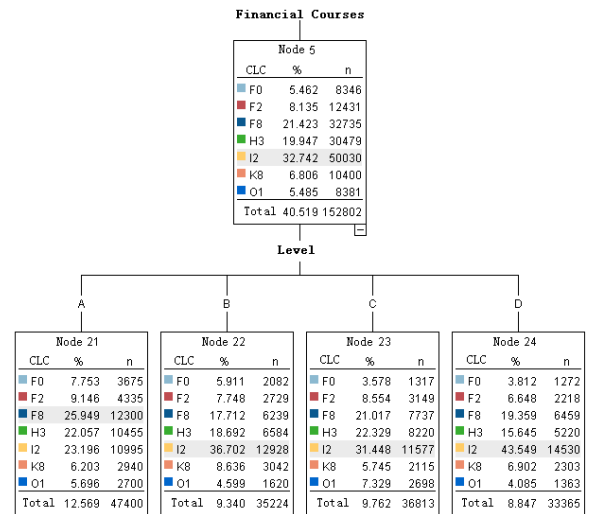 Financial Courses
Node 5
CLC % n
F0 5.462 8346
F2 8.135 12431
F8 21.423 32735
H3 19.947 30479
I2 32.742 50030
K8 6.806 10400
O1 5.485 8381
Total 40.519 152802
Level
A B C D
Node 21
CLC % n
F0 7.753 3675
F2 9.146 4335
F8 25.949 12300
H3 22.057 10455
I2 23.196 10995
K8 6.203 2940
O1 5.696 2700
Total 12.569 47400
Node 22
CLC % n
F0 5.911 2082
F2 7.748 2729
F8 17.712 6239
H3 18.692 6584
I2 36.702 12928
K8 8.636 3042
O1 4.599 1620
Total 9.340 35224
Node 23
CLC % n
F0 3.578 1317
F2 8.554 3149
F8 21.017 7737
H3 22.329 8220
I2 31.448 11577
K8 5.745 2115
O1 7.329 2698
Total 9.762 36813
Node 24
CLC % n
F0 3.812 1272
F2 6.648 2218
F8 19.359 6459
H3 15.645 5220
I2 43.549 14530
K8 6.902 2303
O1 4.085 1363
Total 8.847 33365